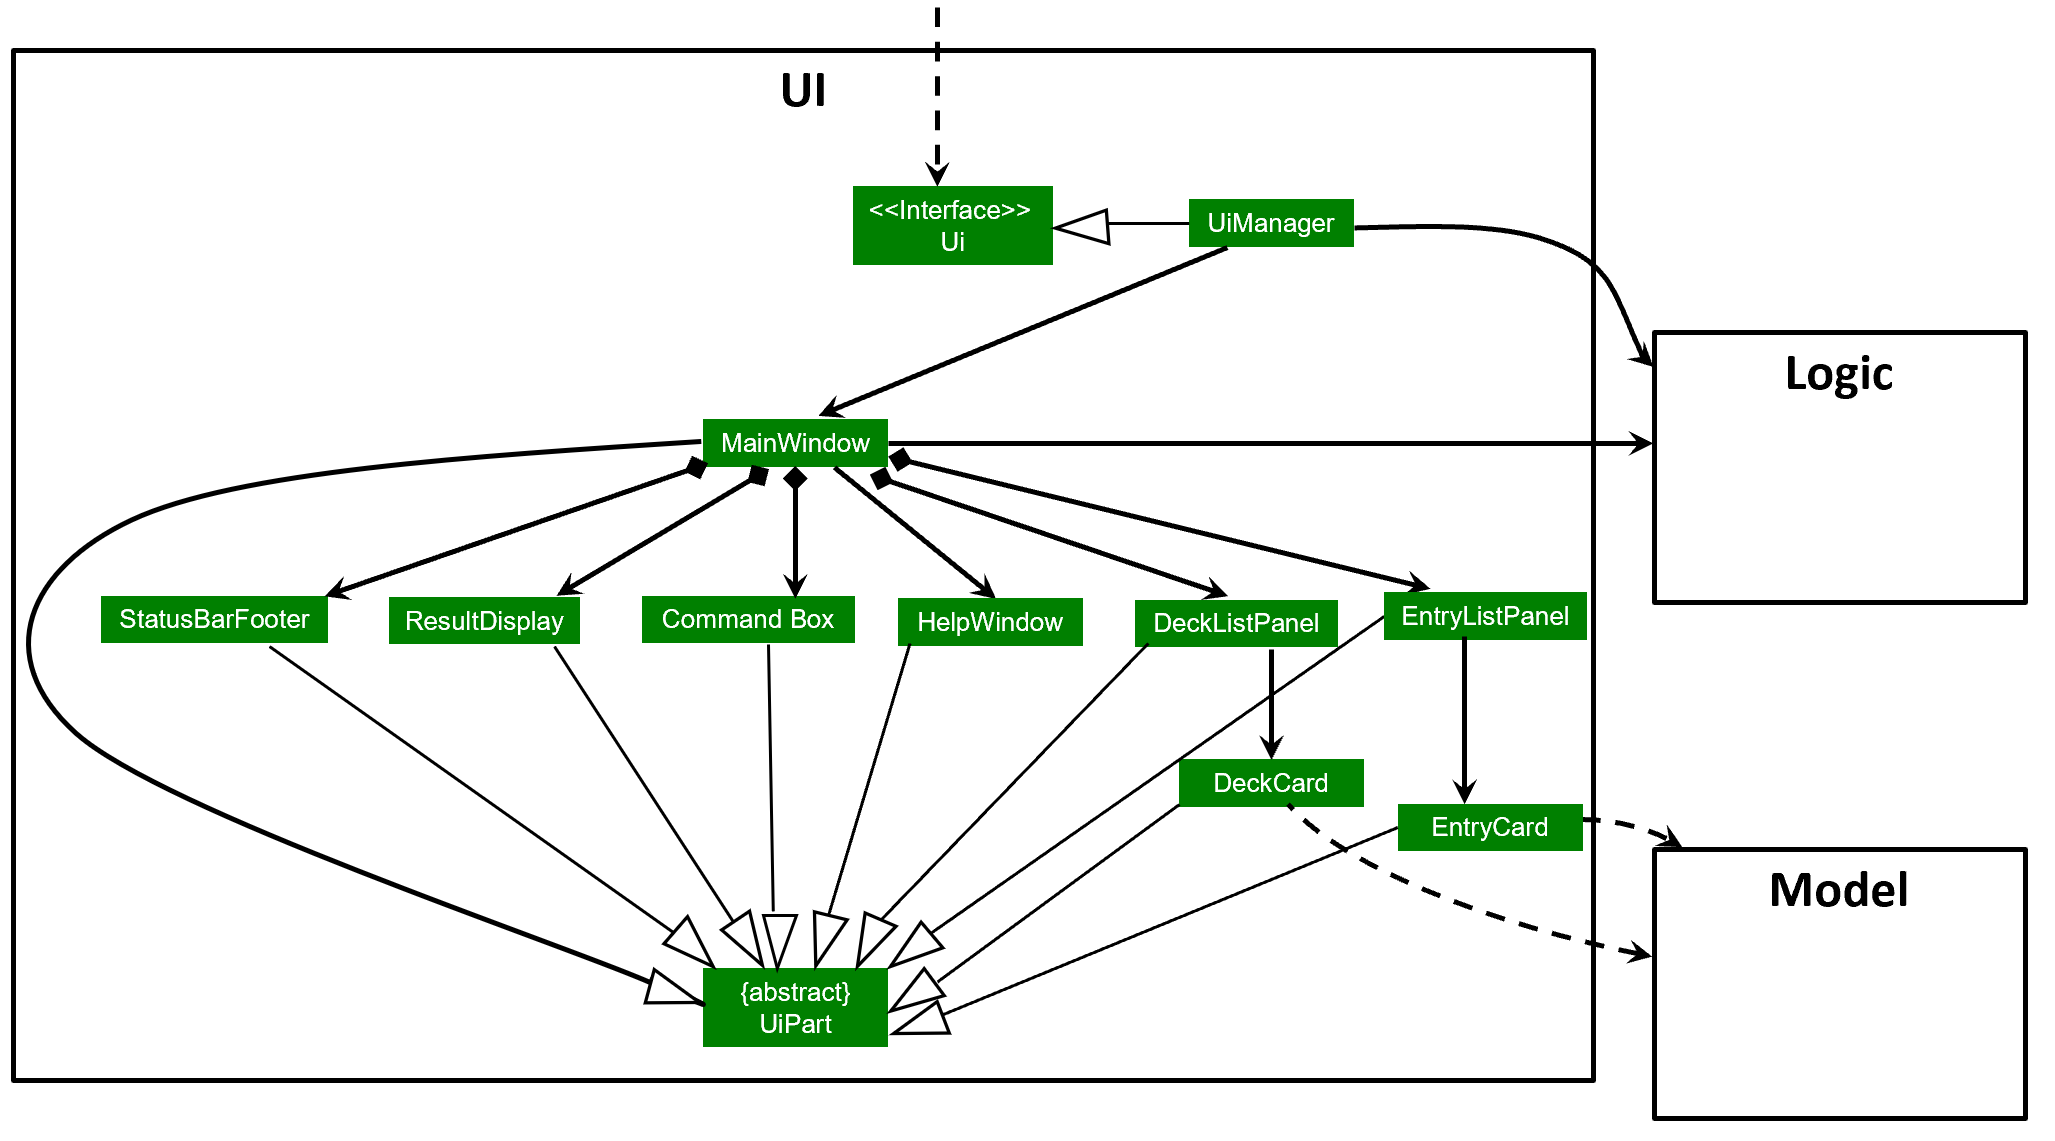 UI
<<Interface>>
Ui
UiManager
Logic
MainWindow
StatusBarFooter
ResultDisplay
Command Box
HelpWindow
DeckListPanel
EntryListPanel
DeckCard
EntryCard
Model
{abstract}
UiPart